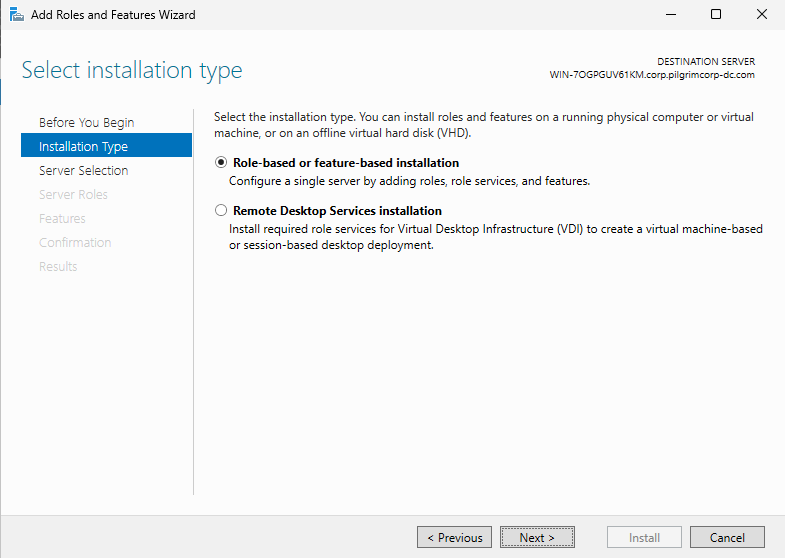 Add Roles and Features Wizard
Select installation type
DESTINATION SERVER
WIN-7OGPGUV61KM.corp.pilgrimcorp-dc.com
Before You Begin
Installation Type
Server Selection
Server Roles
Features
Confirmation
Results
Select the installation type. You can install roles and features on a running physical computer or virtual
machine, or on an offline virtual hard disk (VHD).
Role-based or feature-based installation
Configure a single server by adding roles, role services, and features.
Remote Desktop Services installation
Install required role services for Virtual Desktop Infrastructure (VDI) to create a virtual machine-based
or session-based desktop deployment.
< Previous
Next >
Install
Cancel